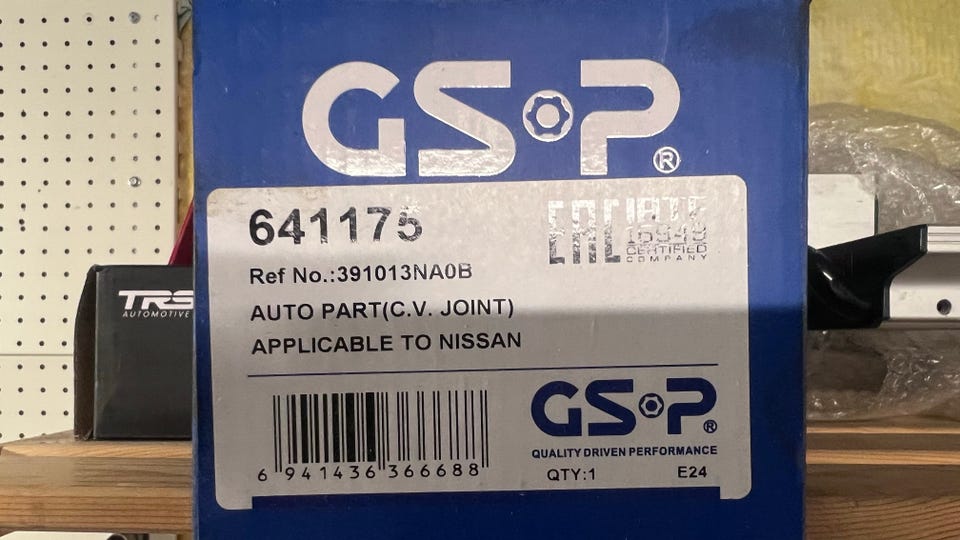 GSP®
641175
EAC IATF
16949
CERTIFIED
COMPANY
Ref No.:391013NA0B
AUTO PART(C.V. JOINT)
APPLICABLE TO NISSAN
TRS
AUTOMOTIVE
GSP®
QUALITY DRIVEN PERFORMANCE
6 941436 366688
QTY:1 E24